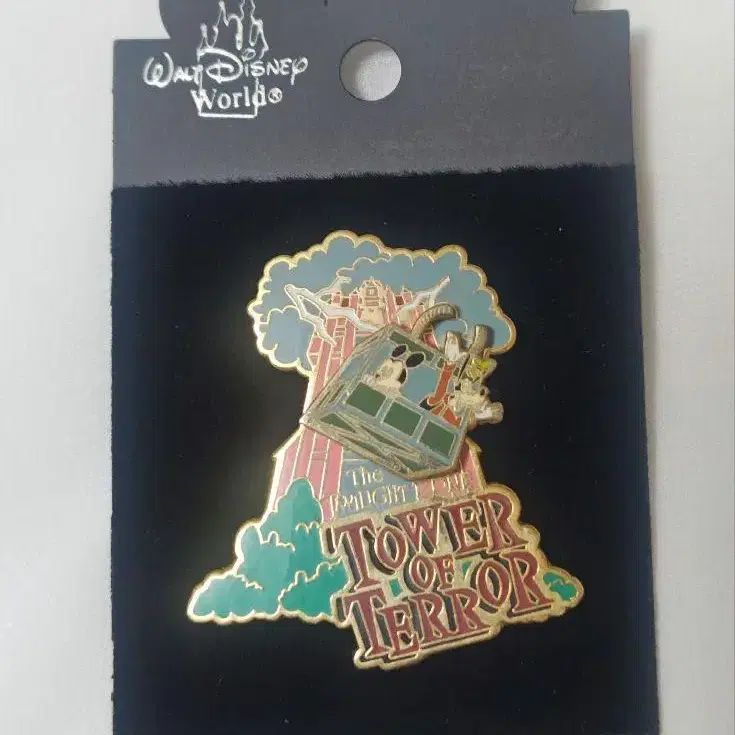 WALT DISNEY
World®
The
TWILIGHT ZONE
TOWER
OF
TERROR